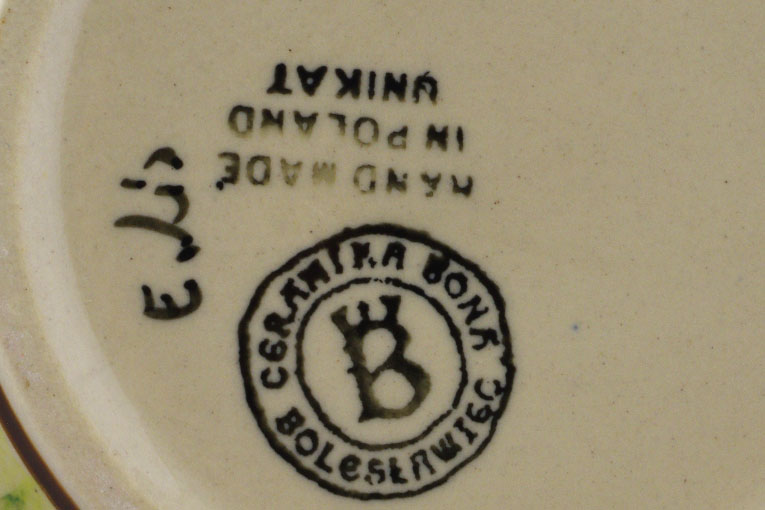 HAND MADE
IN POLAND
UNIKAT
CERAMIKA BONA
BOLESŁAWIEC
B